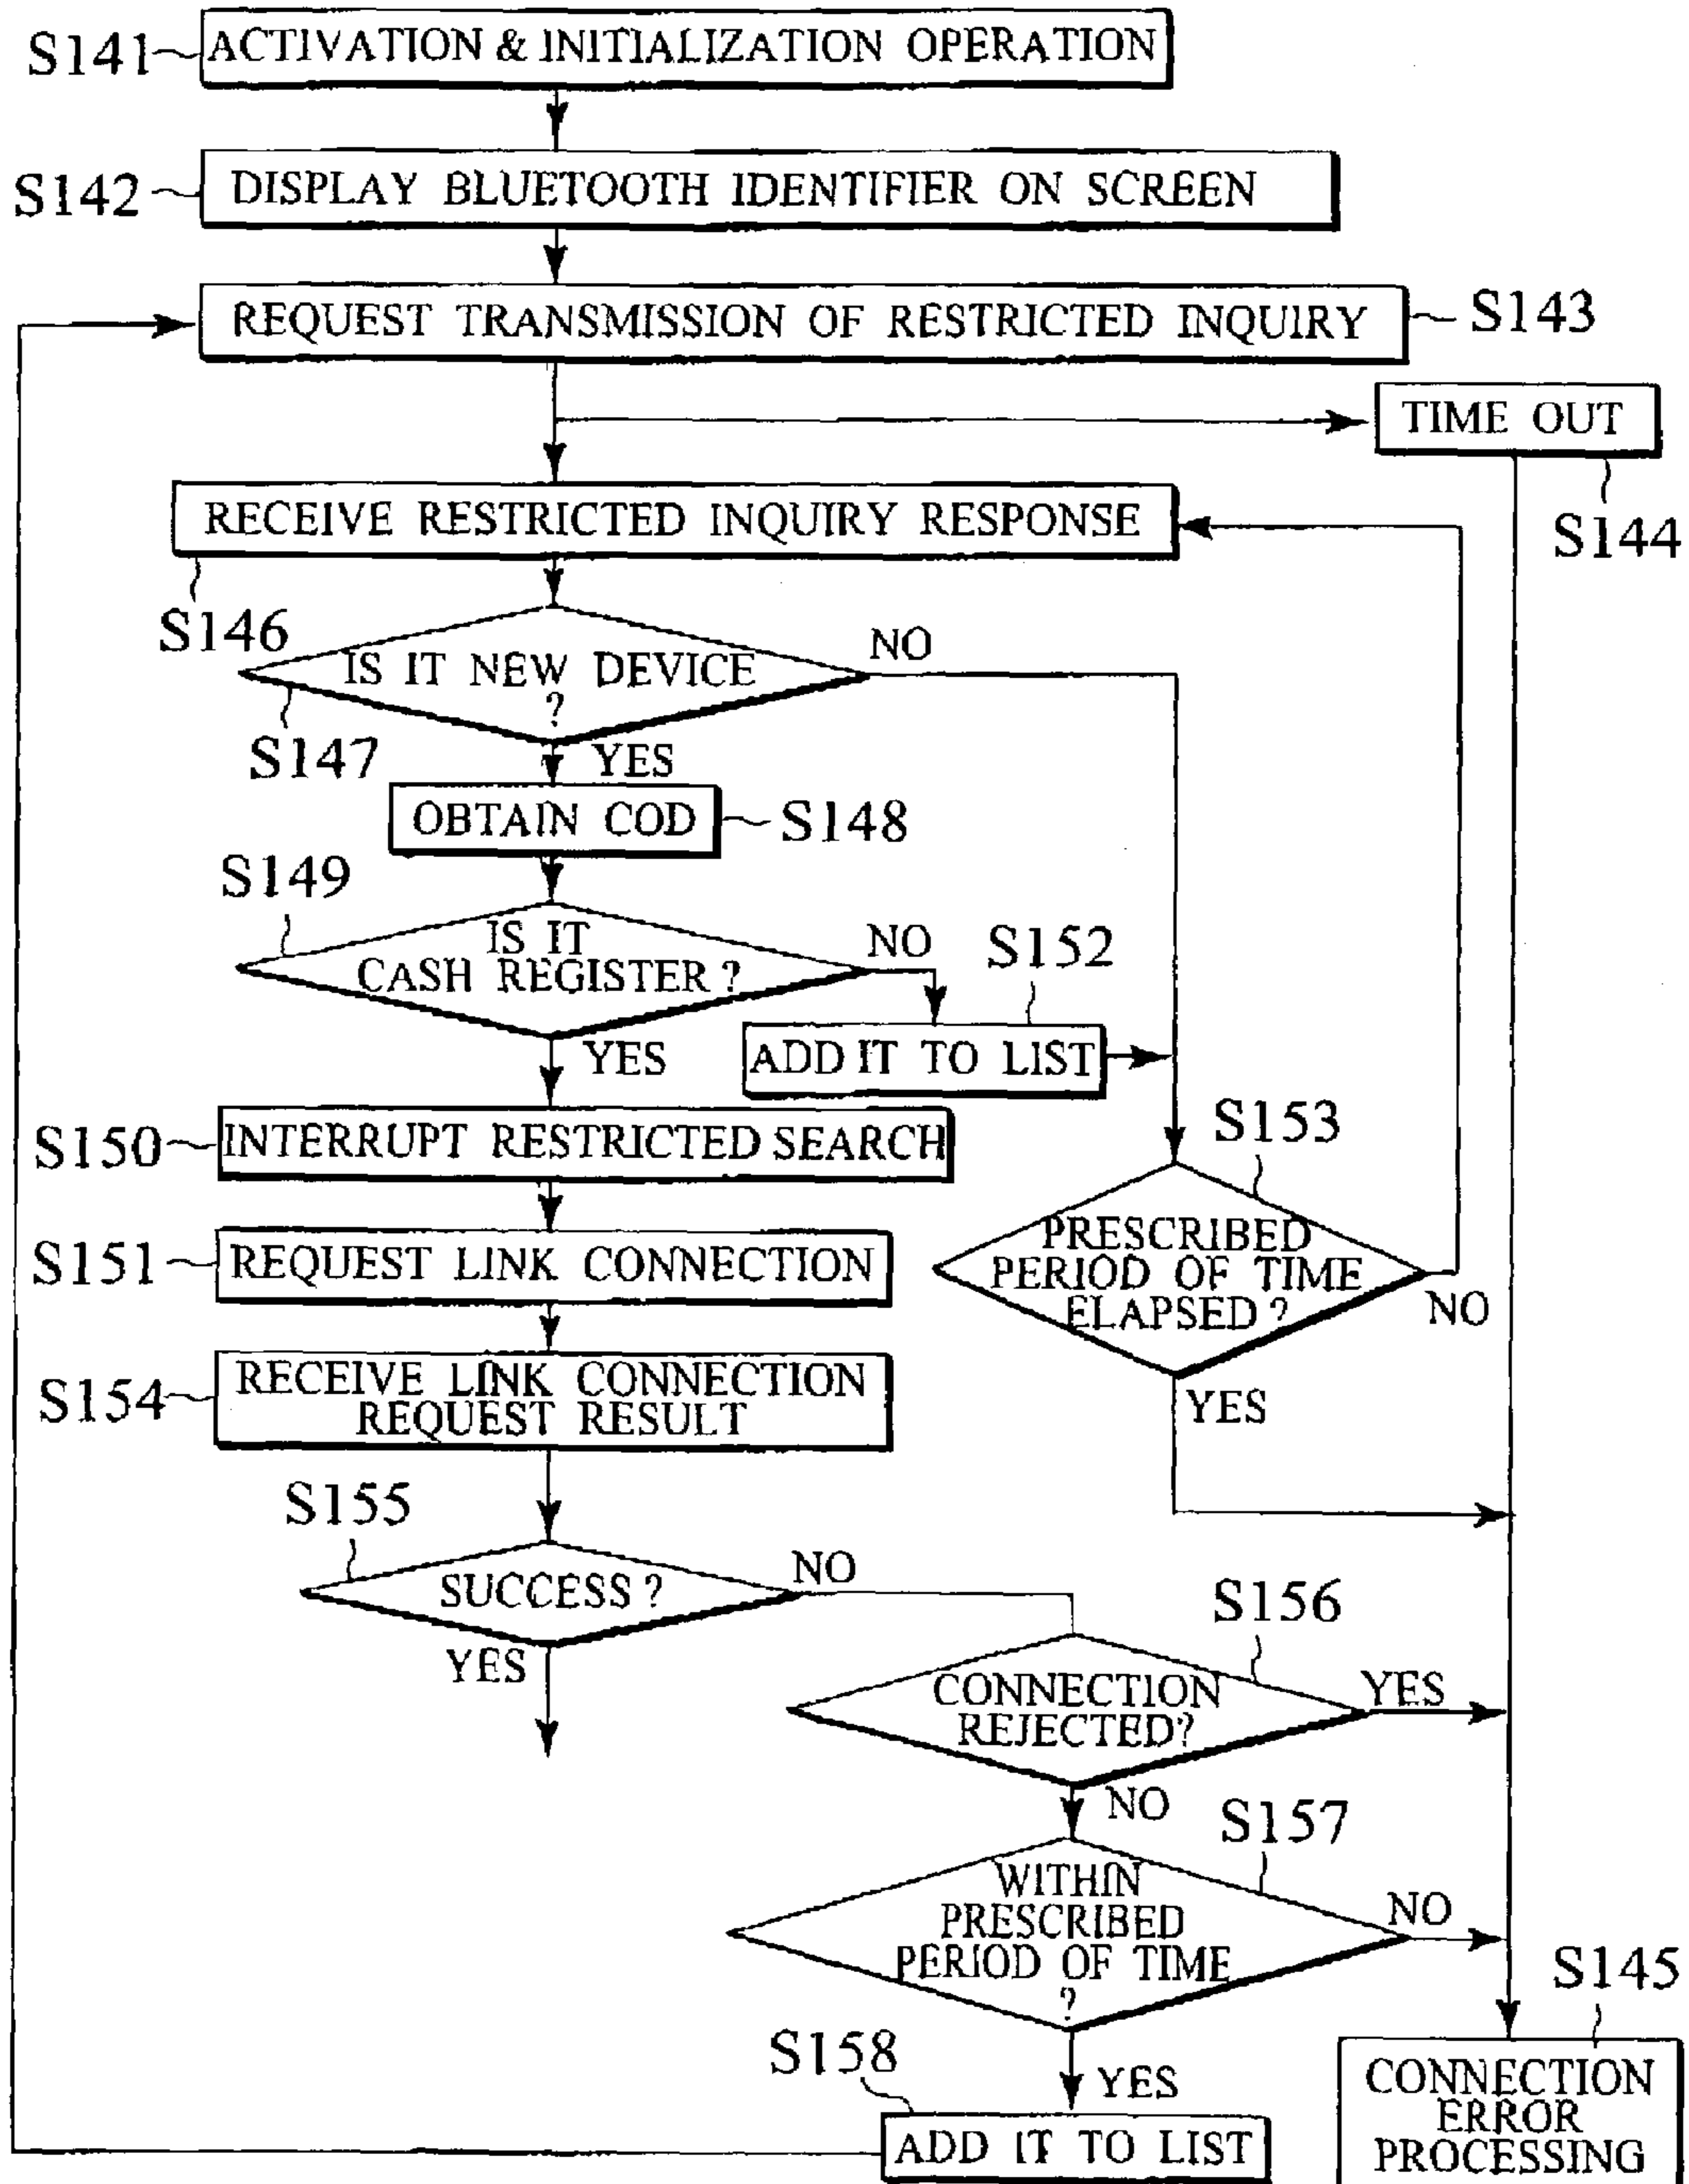 S141
ACTIVATION & INITIALIZATION OPERATION
S142
DISPLAY BLUETOOTH IDENTIFIER ON SCREEN
REQUEST TRANSMISSION OF RESTRICTED INQUIRY
S143
TIME OUT
S144
RECEIVE RESTRICTED INQUIRY RESPONSE
S146
IS IT NEW DEVICE
?
NO
S147
YES
OBTAIN COD
S148
S149
IS IT
CASH REGISTER?
NO
S152
YES
ADD IT TO LIST
S150
INTERRUPT RESTRICTED SEARCH
S153
PRESCRIBED
PERIOD OF TIME
ELAPSED?
NO
YES
S151
REQUEST LINK CONNECTION
S154
RECEIVE LINK CONNECTION
REQUEST RESULT
S155
SUCCESS?
NO
YES
S156
CONNECTION
REJECTED?
YES
NO
S157
WITHIN
PRESCRIBED
PERIOD OF TIME
?
NO
S145
S158
YES
ADD IT TO LIST
CONNECTION
ERROR
PROCESSING